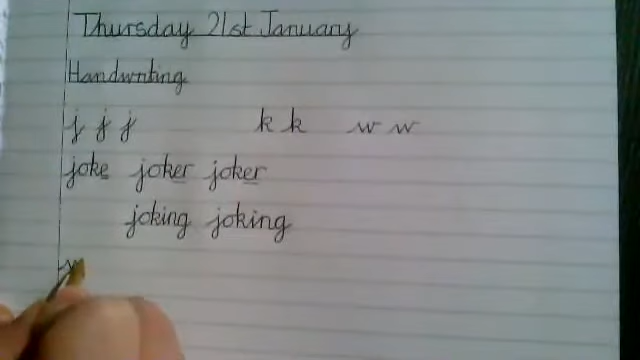 Thursday 21st January
Handwriting
j j j k k w w
joke joker joker
joking joking